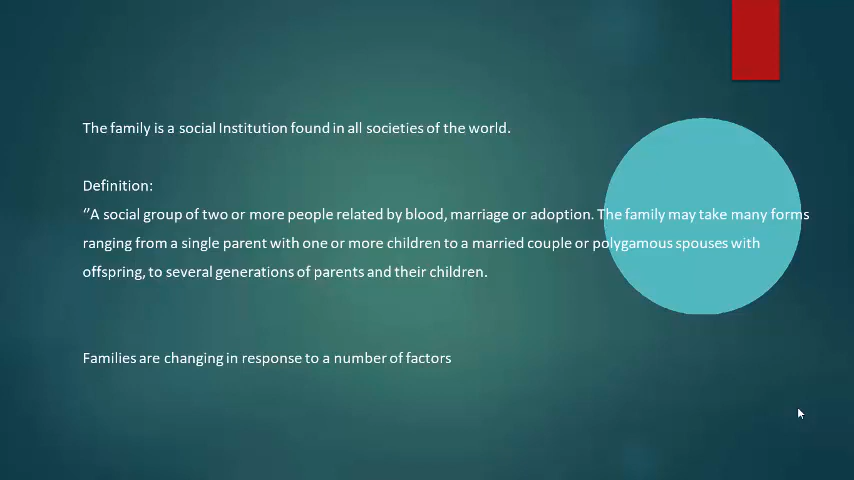 The family is a social Institution found in all societies of the world.
Definition:
“A social group of two or more people related by blood, marriage or adoption. The family may take many forms
ranging from a single parent with one or more children to a married couple or polygamous spouses with
offspring, to several generations of parents and their children.
Families are changing in response to a number of factors